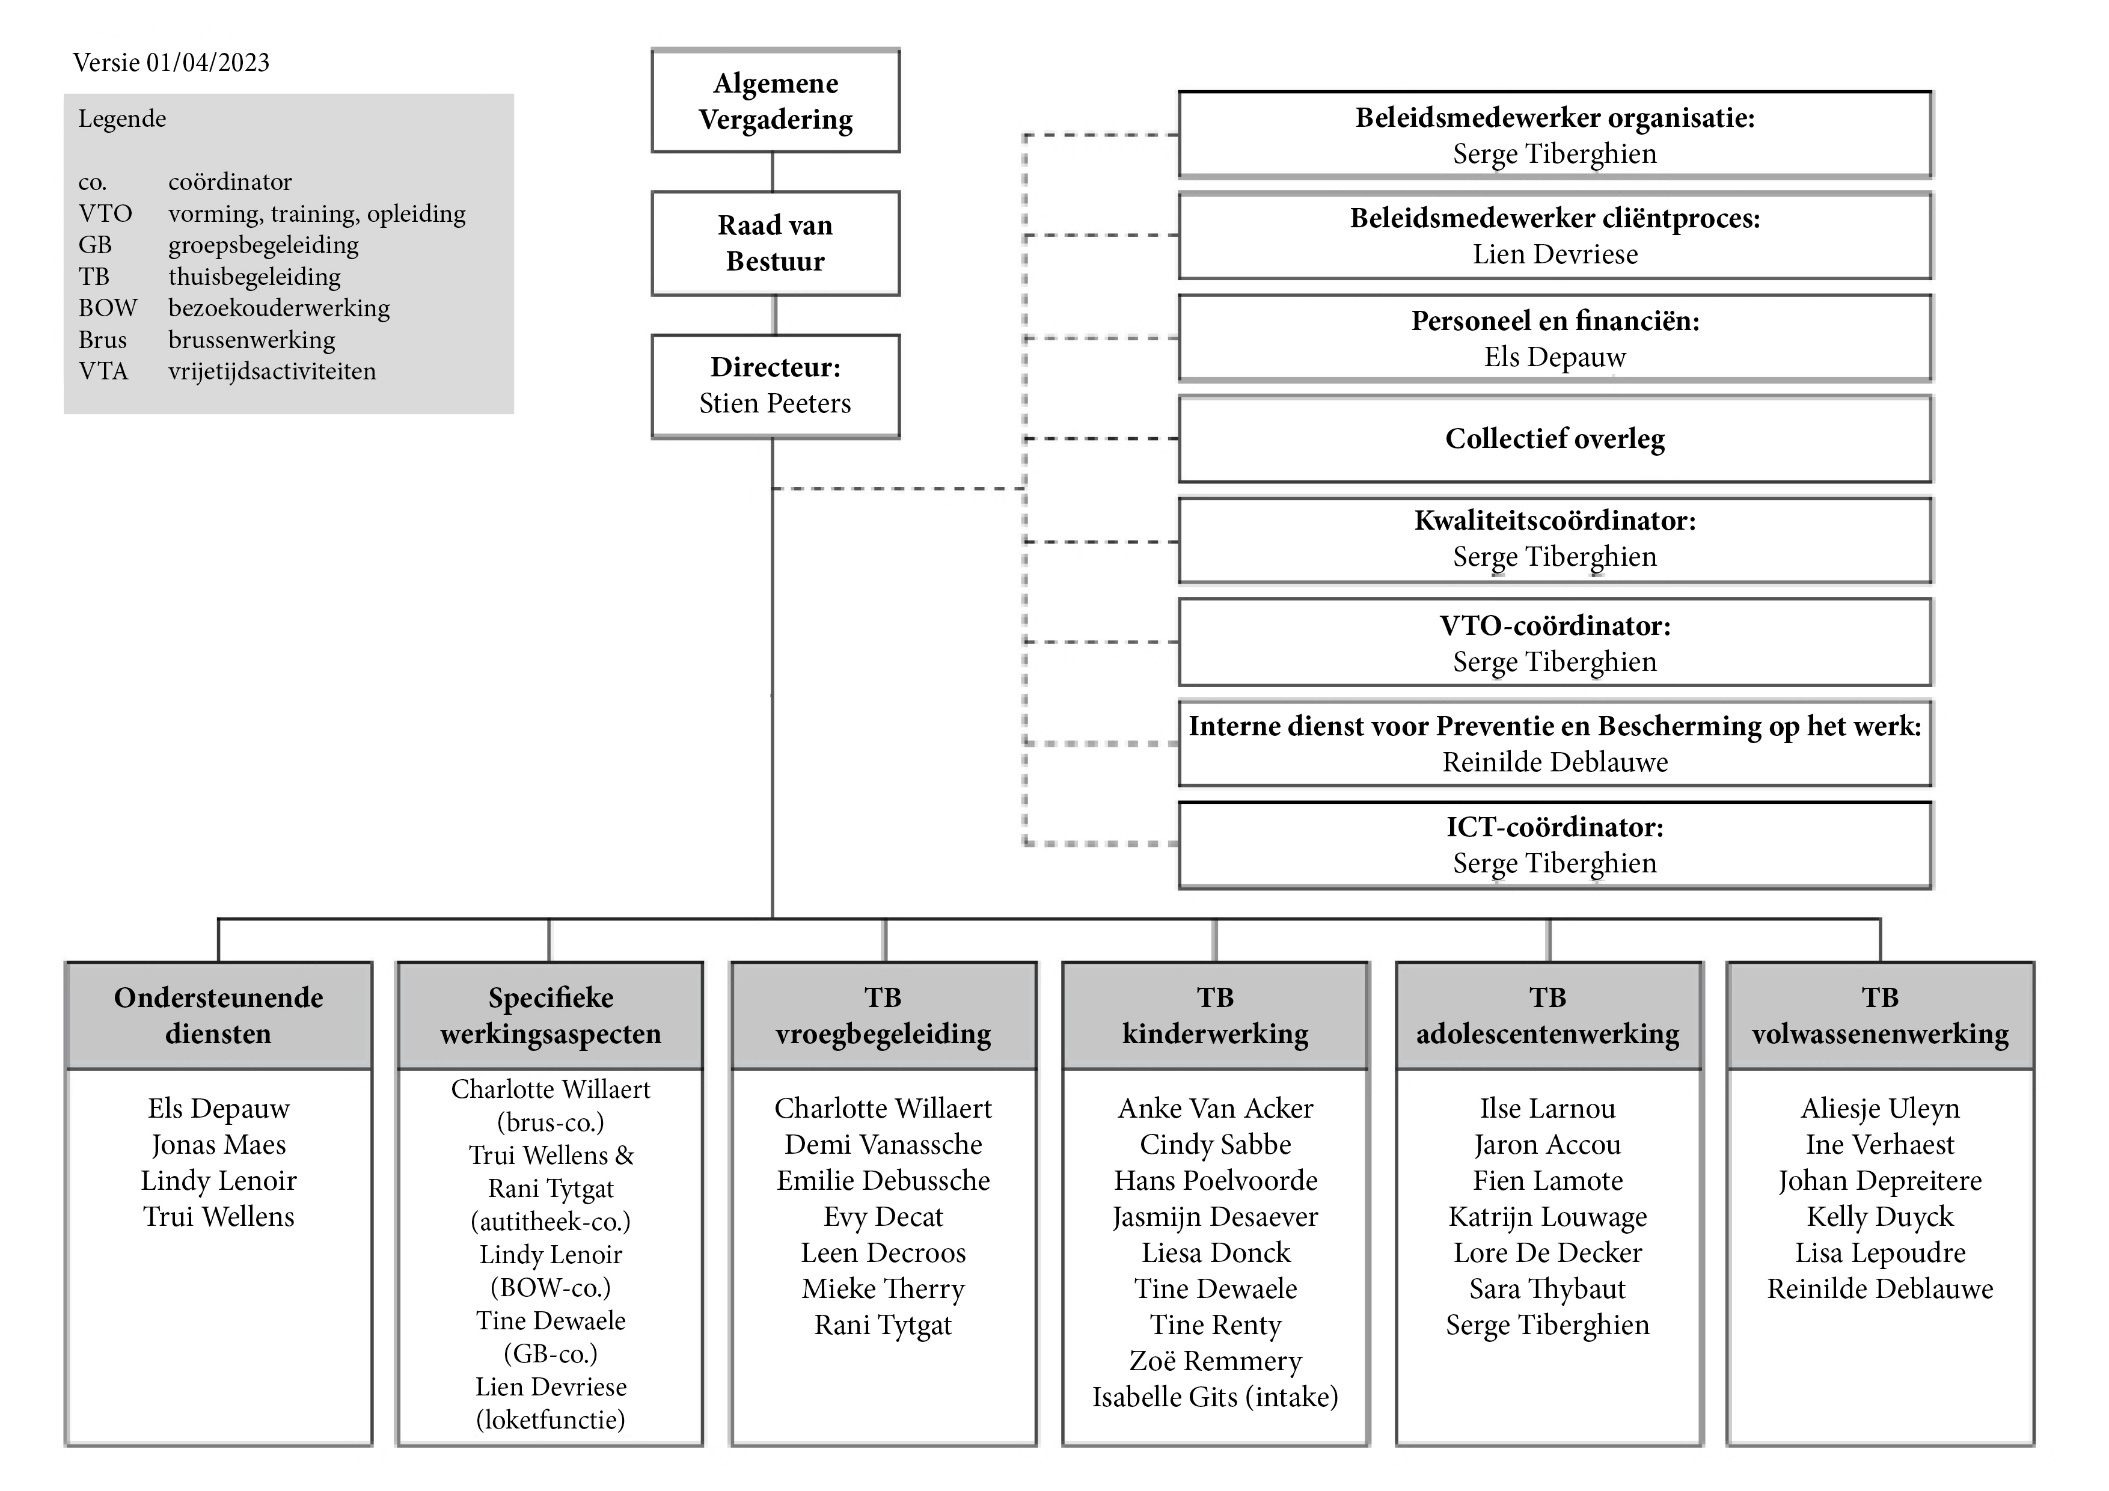 Versie 01/04/2023
Legende
co. coördinator
VTO vorming, training, opleiding
GB groepsbegeleiding
TB thuisbegeleiding
BOW bezoekouderwerking
Brus brussenwerking
VTA vrijetijdsactiviteiten
Algemene
Vergadering
Raad van
Bestuur
Directeur:
Stien Peeters
Beleidsmedewerker organisatie:
Serge Tiberghien
Beleidsmedewerker cliëntproces:
Lien Devriese
Personeel en financiën:
Els Depauw
Collectief overleg
Kwaliteitscoördinator:
Serge Tiberghien
VTO-coördinator:
Serge Tiberghien
Interne dienst voor Preventie en Bescherming op het werk:
Reinilde Deblauwe
ICT-coördinator:
Serge Tiberghien
Ondersteunende
diensten
Els Depauw
Jonas Maes
Lindy Lenoir
Trui Wellens
Specifieke
werkingsaspecten
Charlotte Willaert
(brus-co.)
Trui Wellens &
Rani Tytgat
(autitheek-co.)
Lindy Lenoir
(BOW-co.)
Tine Dewaele
(GB-co.)
Lien Devriese
(loketfunctie)
TB
vroegbegeleiding
Charlotte Willaert
Demi Vanassche
Emilie Debussche
Evy Decat
Leen Decroos
Mieke Therry
Rani Tytgat
TB
kinderwerking
Anke Van Acker
Cindy Sabbe
Hans Poelvoorde
Jasmijn Desaever
Liesa Donck
Tine Dewaele
Tine Renty
Zoë Remmery
Isabelle Gits (intake)
TB
adolescentenwerking
Ilse Larnou
Jaron Accou
Fien Lamote
Katrijn Louwage
Lore De Decker
Sara Thybaut
Serge Tiberghien
TB
volwassenenwerking
Aliesje Uleyn
Ine Verhaest
Johan Depreitere
Kelly Duyck
Lisa Lepoudre
Reinilde Deblauwe